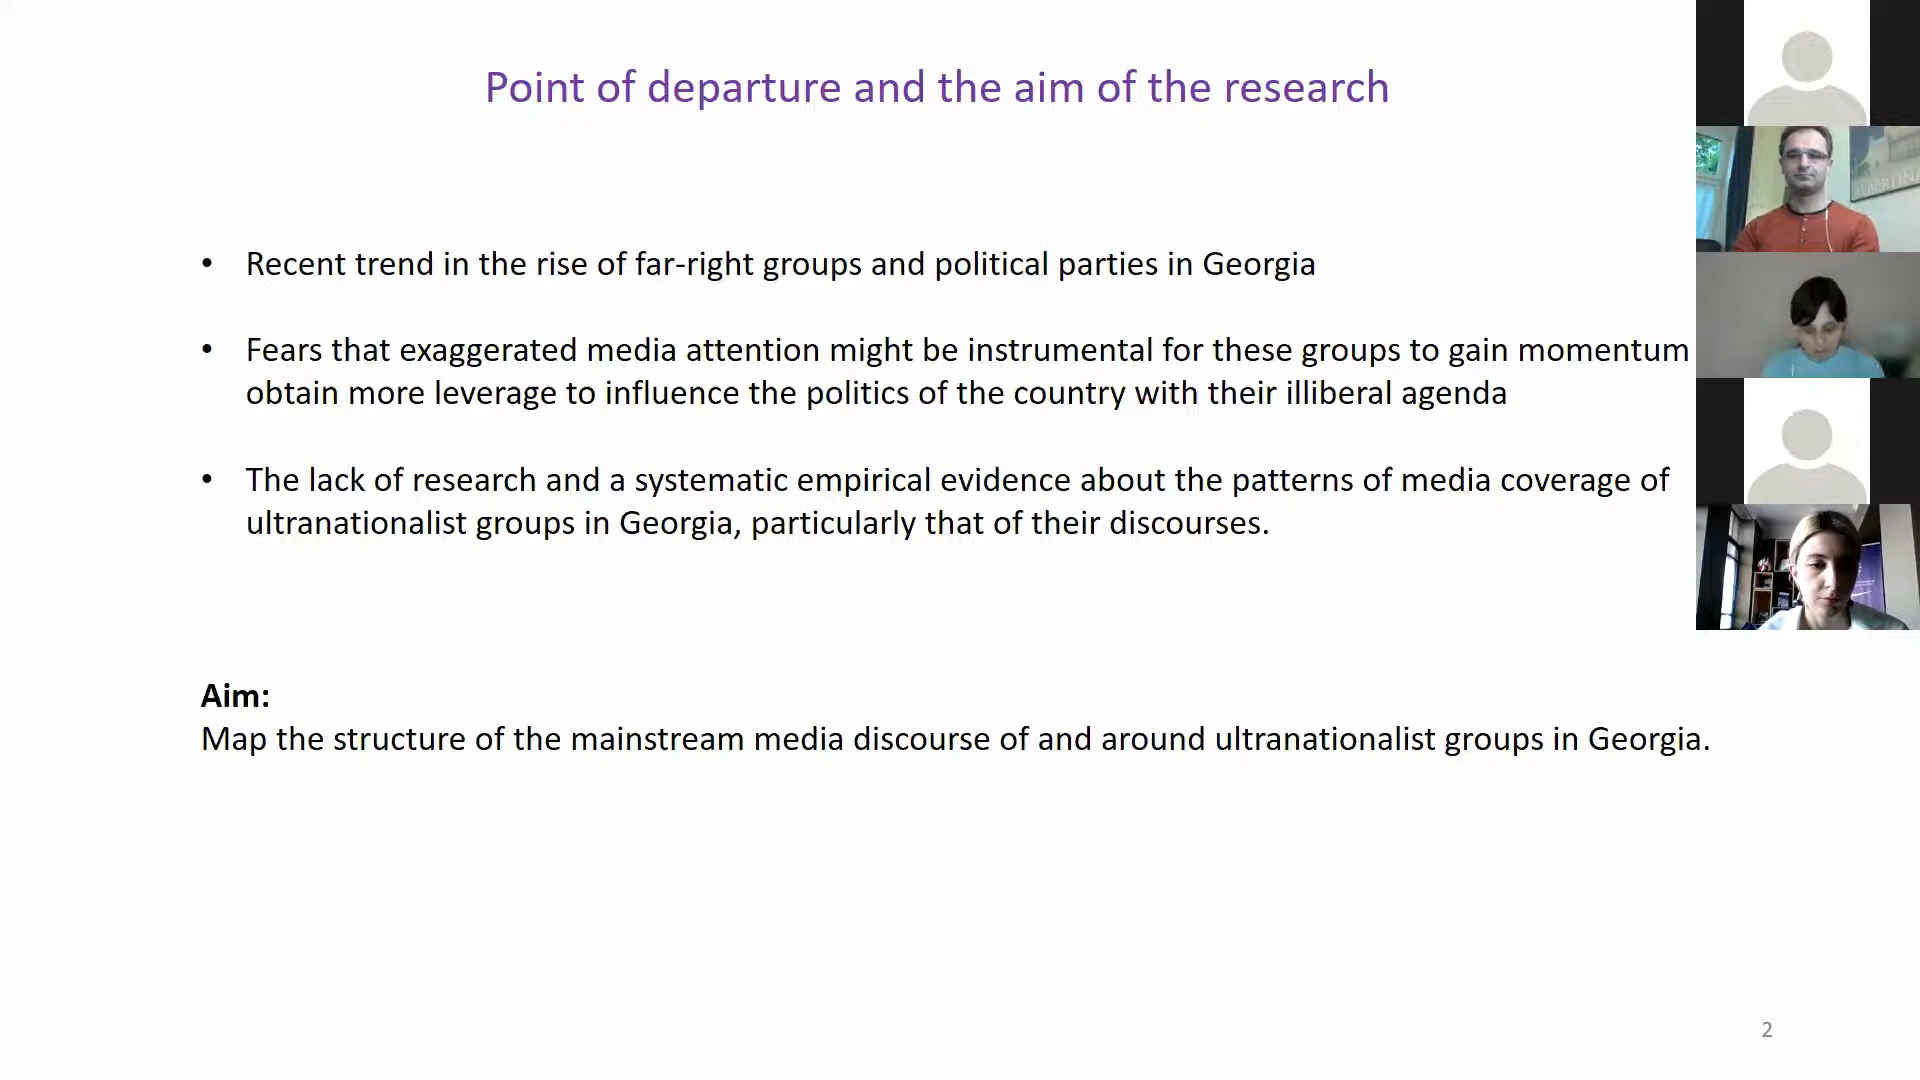 Point of departure and the aim of the research
• Recent trend in the rise of far-right groups and political parties in Georgia
• Fears that exaggerated media attention might be instrumental for these groups to gain momentum
obtain more leverage to influence the politics of the country with their illiberal agenda
• The lack of research and a systematic empirical evidence about the patterns of media coverage of
ultranationalist groups in Georgia, particularly that of their discourses.
Aim:
Map the structure of the mainstream media discourse of and around ultranationalist groups in Georgia.
2